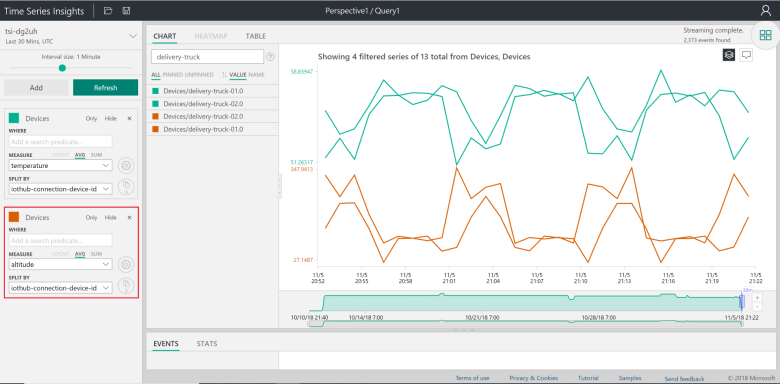 Time Series Insights
Perspective1 / Query1
tsi-dg2uh
Last 30 Mins, UTC
Interval size: 1 Minute
Add
Refresh
Devices
Only
Hide
×
WHERE
Add a search predicate...
MEASURE
COUNT
AVG
SUM
temperature
SPLIT BY
iothub-connection-device-id
Devices
Only
Hide
×
WHERE
Add a search predicate...
MEASURE
COUNT
AVG
SUM
altitude
SPLIT BY
iothub-connection-device-id
CHART
HEATMAP
TABLE
Streaming complete.
2,373 events found
delivery-truck
ALL PINNED UNPINNED
VALUE NAME
Devices/delivery-truck-01.0
Devices/delivery-truck-02.0
Devices/delivery-truck-02.0
Devices/delivery-truck-01.0
Showing 4 filtered series of 13 total from Devices, Devices
58.83947
51.26317
347.9413
27.1487
11/5 20:52
11/5 20:55
11/5 20:58
11/5 21:01
11/5 21:04
11/5 21:07
11/5 21:10
11/5 21:13
11/5 21:16
11/5 21:19
11/5 21:22
30m
+
-
10/10/18 21:40
10/14/18 7:00
10/21/18 7:00
10/28/18 7:00
11/5/18 21:22
EVENTS
STATS
Terms of use
Privacy & Cookies
Tutorial
Samples
Send feedback
© 2018 Microsoft